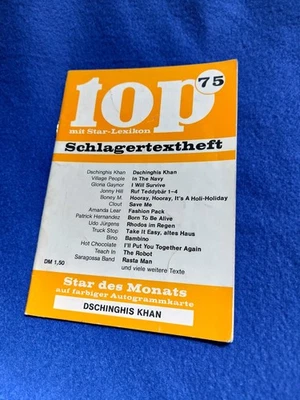 top
75
mit Star-Lexikon
Schlagertextheft
Dschinghis Khan Dschinghis Khan
Village People In The Navy
Gloria Gaynor I Will Survive
Jonny Hill Ruf Teddybär 1-4
Boney M. Hooray, Hooray, It's A Holi-Holiday
Clout Save Me
Amanda Lear Fashion Pack
Patrick Hernandez Born To Be Alive
Udo Jürgens Rhodos im Regen
Truck Stop Take it Easy, altes Haus
Bino Bambino
Hot Chocolate I'll Put You Together Again
Teach In The Robot
Saragossa Band Rasta Man
DM 1,50 und viele weitere Texte
Star des Monats
auf farbiger Autogrammkarte
DSCHINGHIS KHAN